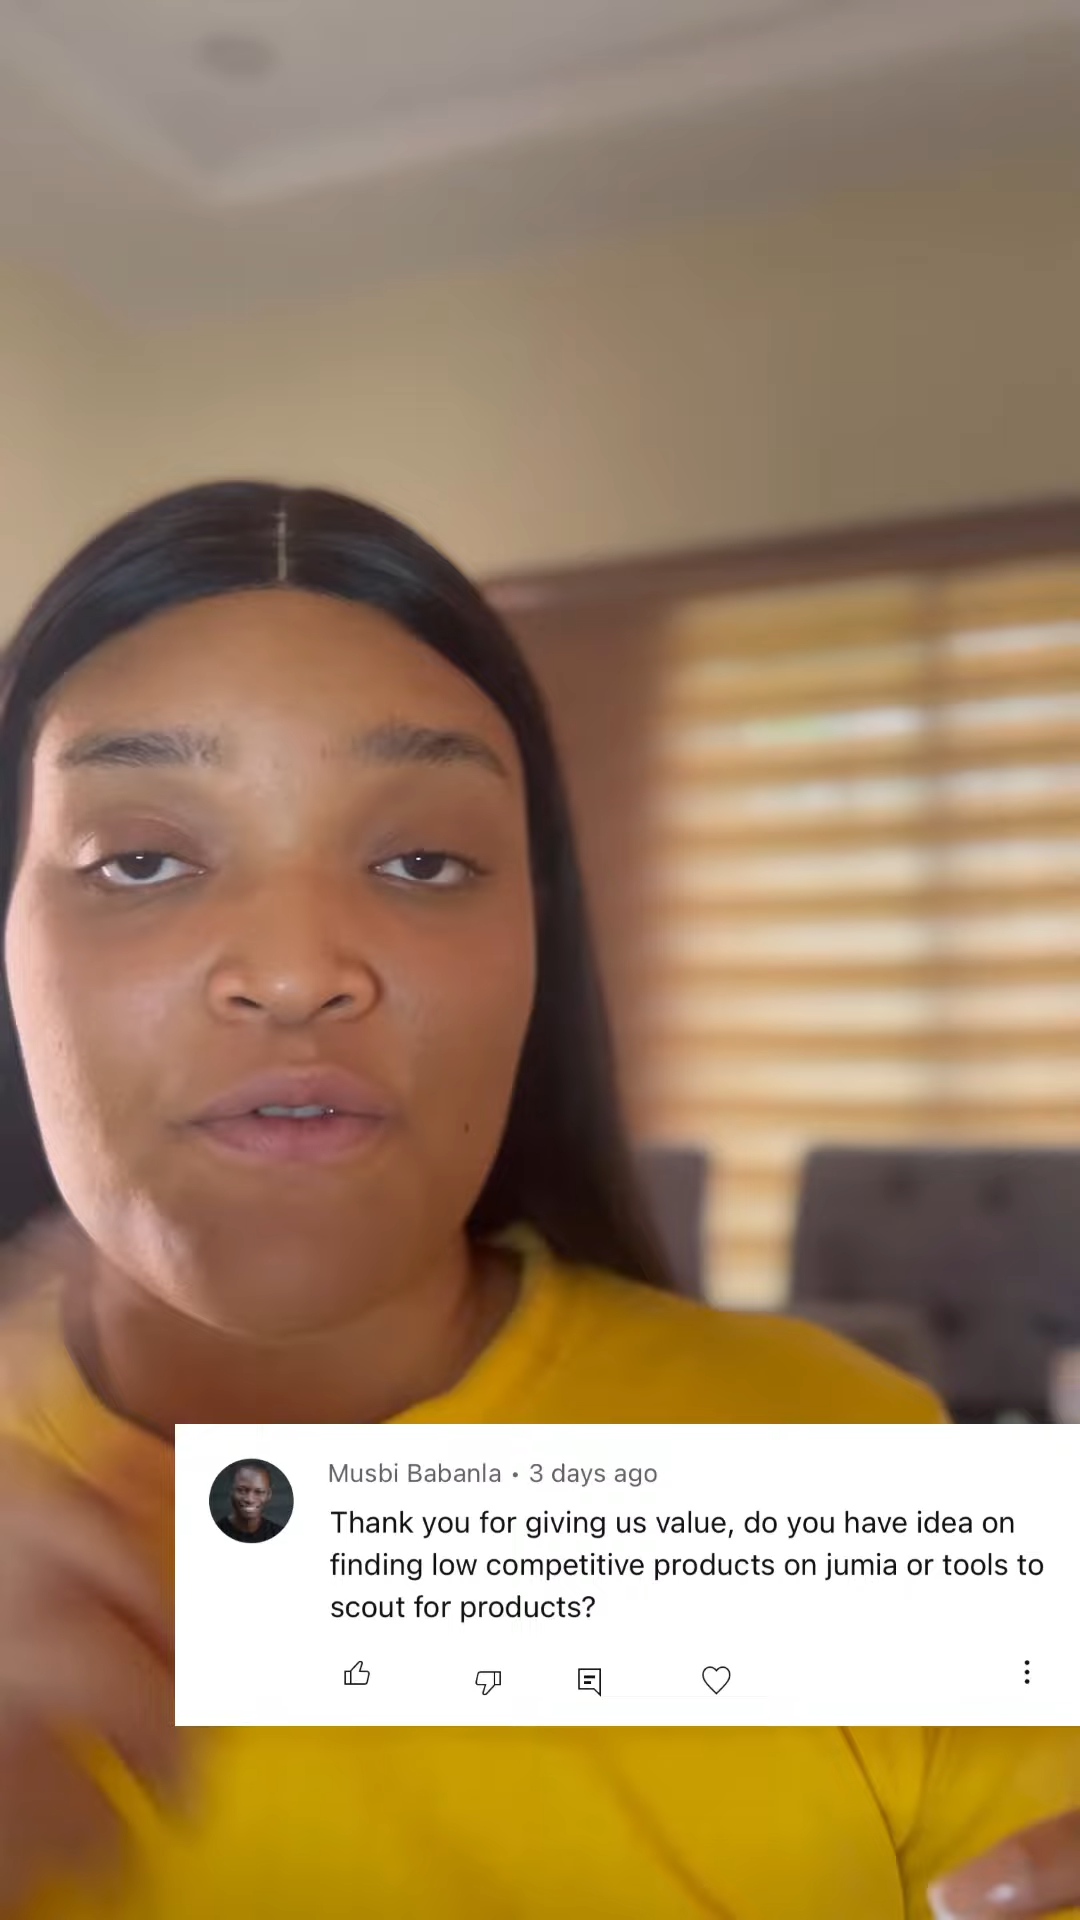 Musbi Babanla • 3 days ago
Thank you for giving us value, do you have idea on
finding low competitive products on jumia or tools to
scout for products?